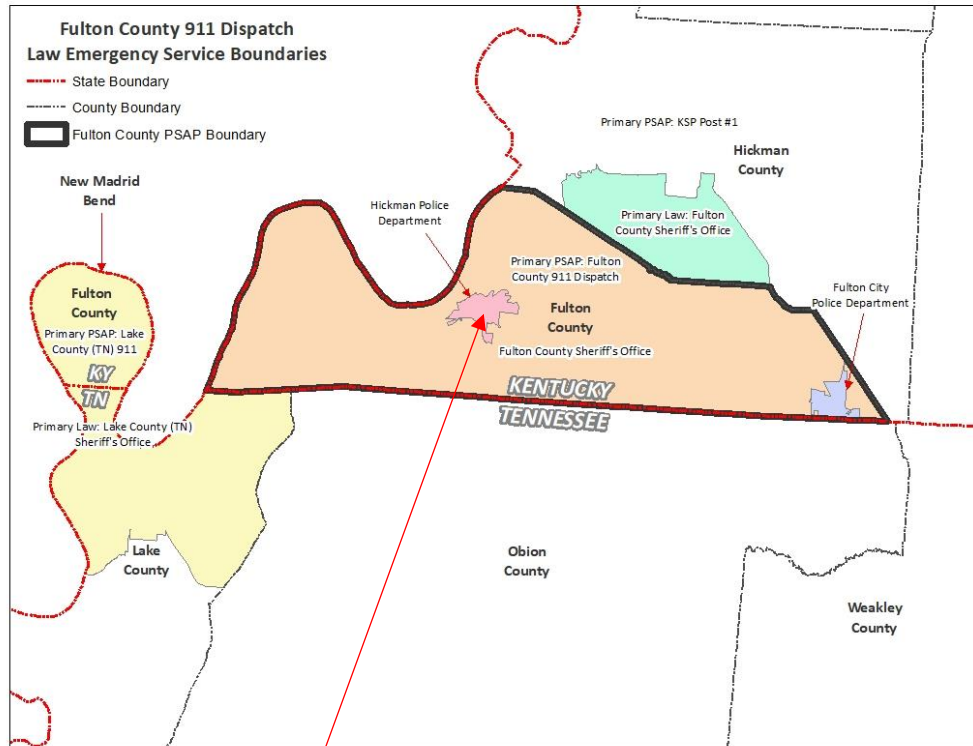 Fulton County 911 Dispatch
Law Emergency Service Boundaries
State Boundary
County Boundary
Fulton County PSAP Boundary
Primary PSAP: KSP Post #1
Hickman
County
New Madrid
Bend
Hickman Police
Department
Primary Law: Fulton
County Sheriff's Office
Primary PSAP: Fulton
County 911 Dispatch
Fulton City
Police Department
Fulton
County
Primary PSAP: Lake
County (TN) 911
KY
TN
Fulton
County
Fulton County Sheriff's Office
KENTUCKY
TENNESSEE
Primary Law: Lake County (TN)
Sheriff's Office
Lake
County
Obion
County
Weakley
County